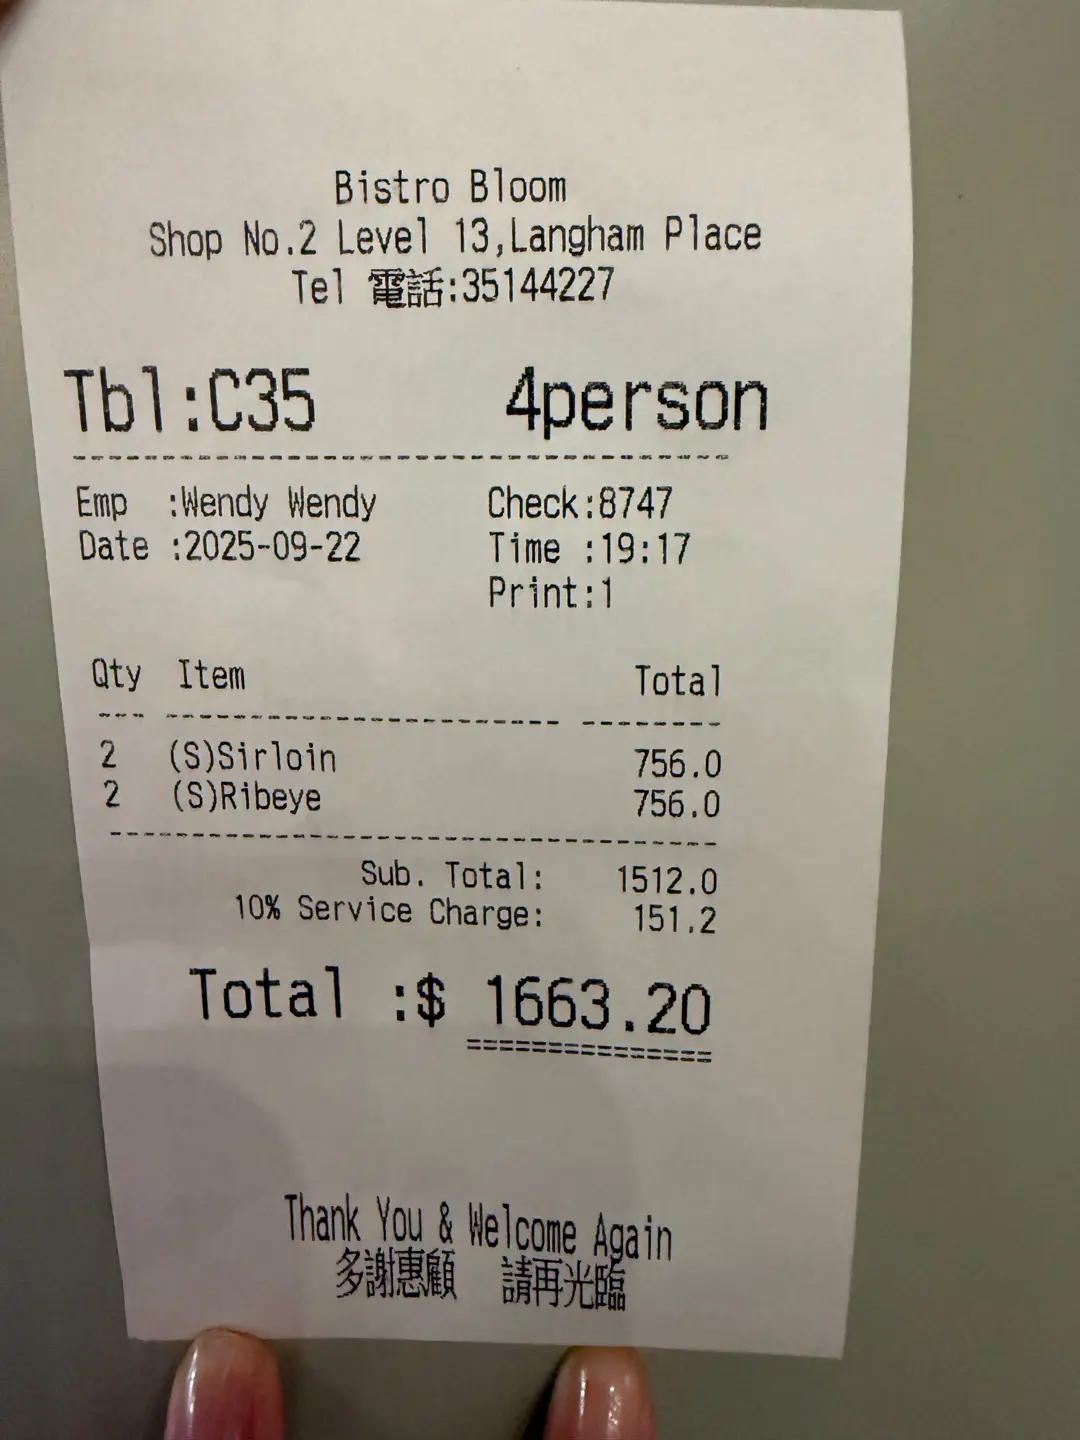 Bistro Bloom
Shop No.2 Level 13,Langham Place
Tel 電話:35144227
Tbl:C35 4person
Emp :Wendy Wendy Check:8747
Date :2025-09-22 Time :19:17
Print:1
Qty Item Total
2 (S)Sirloin 756.0
2 (S)Ribeye 756.0
Sub. Total: 1512.0
10% Service Charge: 151.2
Total :$ 1663.20
Thank You & Welcome Again
多謝惠顧 請再光臨